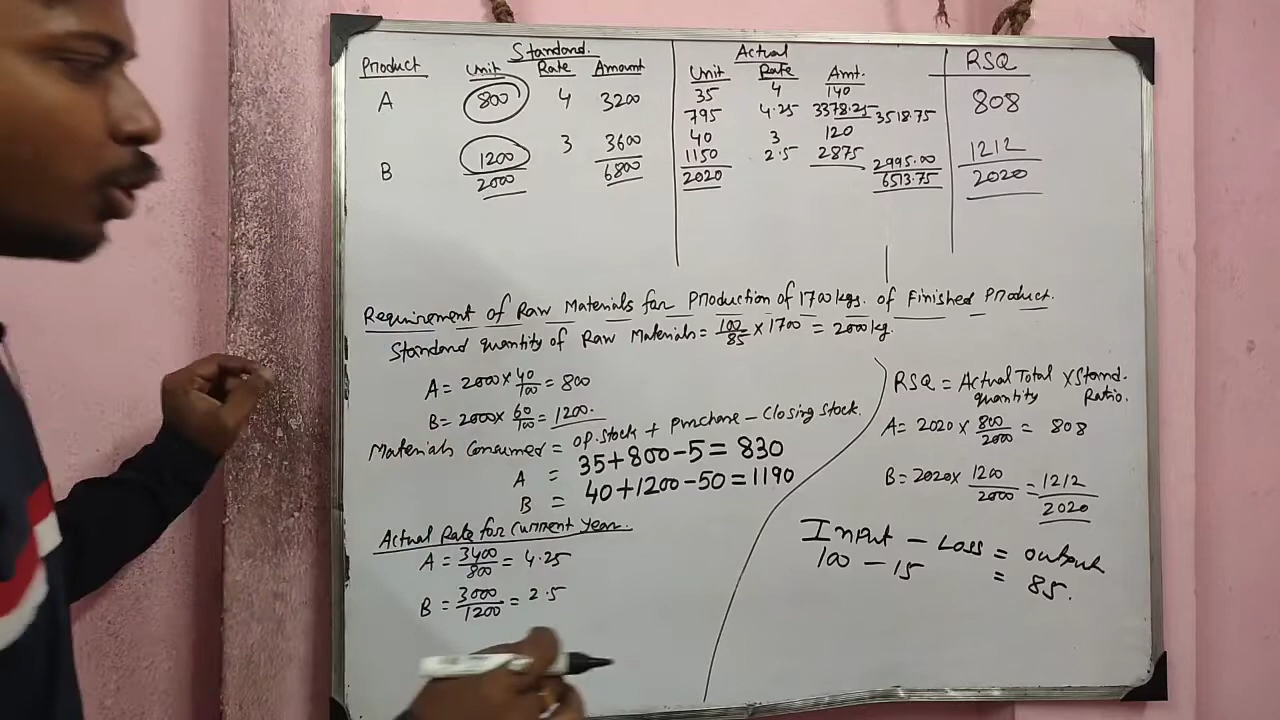 Standard.
Actual
Product Unit Rate Amount Unit Rate Amt. RSQ
A 800 4 3200 35 4 140 808
795 4.25 3378.25 3518.75
B 1200 3 3600 40 3 120 1212
1150 2.5 2875 2995.00
2000 6800 2020 6513.75 2020
Requirement of Raw Materials for Production of 1700 kgs. of Finished Product.
Standard quantity of Raw Materials = 100/85 × 1700 = 2000 kg.
A = 2000 × 40/100 = 800
B = 2000 × 60/100 = 1200.
Materials Consumed = op. stock + purchase – Closing Stock.
A = 35 + 800 – 5 = 830
B = 40 + 1200 – 50 = 1190
Actual Rate for Current Year.
A = 3400/800 = 4.25
B = 3000/1200 = 2.5
RSQ = Actual Total quantity × Stand. Ratio.
A = 2020 × 800/2000 = 808
B = 2020 × 1200/2000 = 1212
2020
Input – Loss = output
100 – 15 = 85.